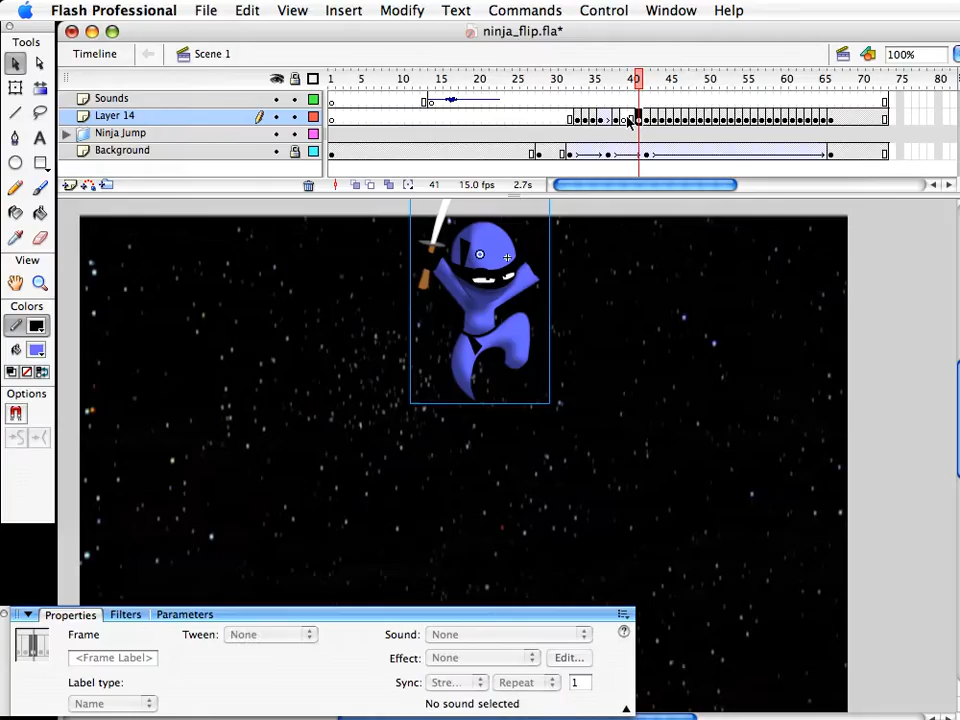 Flash Professional File Edit View Insert Modify Text Commands Control Window Help
ninja_flip.fla*
Tools
Timeline Scene 1 100%
1 5 10 15 20 25 30 35 40 45 50 55 60 65 70 75 80
Sounds
Layer 14
Ninja Jump
Background
41 15.0 fps 2.7s
View
Colors
Options
Properties Filters Parameters
Frame Tween: None Sound: None
<Frame Label> Effect: None Edit...
Label type: Sync: Stre... Repeat 1
Name No sound selected